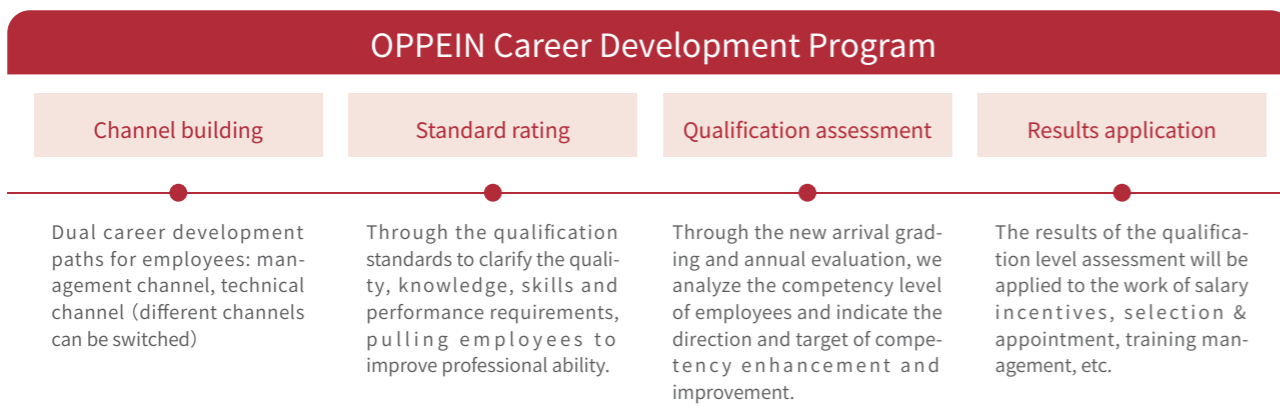 OPPEIN Career Development Program
Channel building
Standard rating
Qualification assessment
Results application
Dual career development
paths for employees: man-
agement channel, technical
channel（different channels
can be switched）
Through the qualification
standards to clarify the quali-
ty, knowledge, skills and
performance requirements,
pulling employees to
improve professional ability.
Through the new arrival grad-
ing and annual evaluation, we
analyze the competency level
of employees and indicate the
direction and target of compe-
tency enhancement and
improvement.
The results of the qualifica-
tion level assessment will be
applied to the work of salary
incentives, selection &
appointment, training man-
agement, etc.